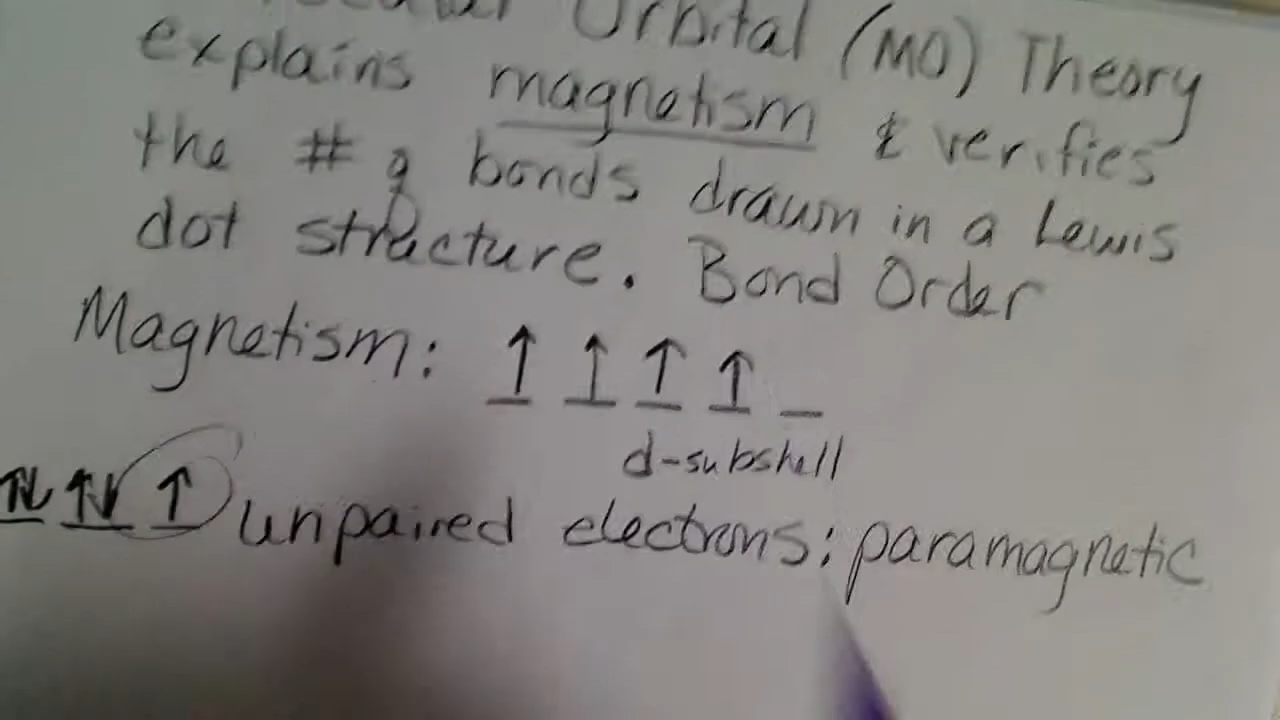 Orbital (MO) Theory
explains magnetism & verifies
the # of bonds drawn in a Lewis
dot structure. Bond Order
Magnetism: ↑ ↑ ↑ ↑ _
d-subshell
↑↓ ↑↓ ↑ unpaired electrons: paramagnetic